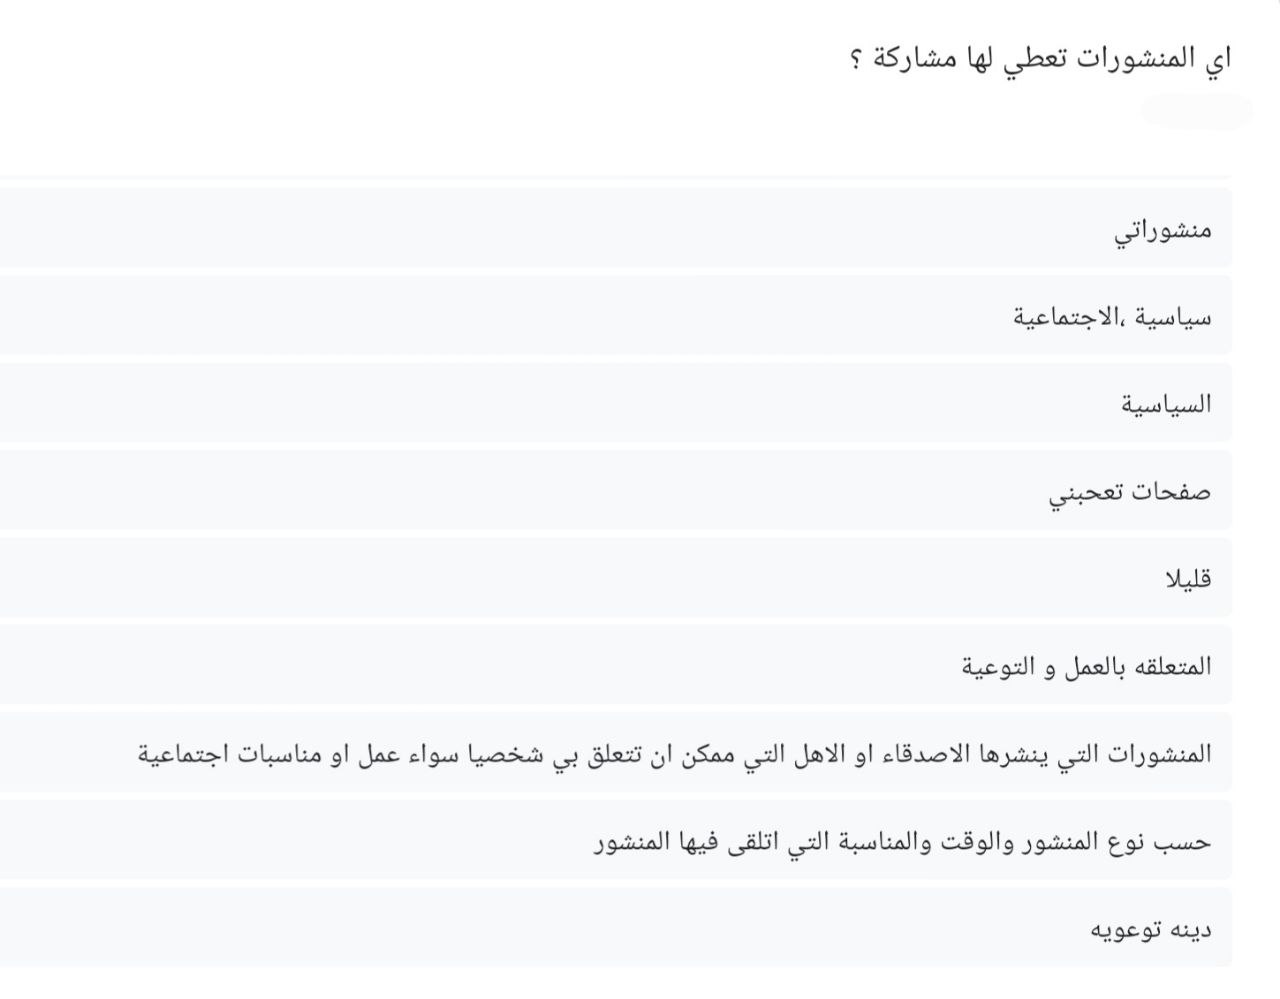 اي المنشورات تعطي لها مشاركة ؟
منشوراتي
سياسية ،الاجتماعية
السياسية
صفحات تعحبني
قليلا
المتعلقه بالعمل و التوعية
المنشورات التي ينشرها الاصدقاء او الاهل التي ممكن ان تتعلق بي شخصيا سواء عمل او مناسبات اجتماعية
حسب نوع المنشور والوقت والمناسبة التي اتلقى فيها المنشور
دينه توعويه